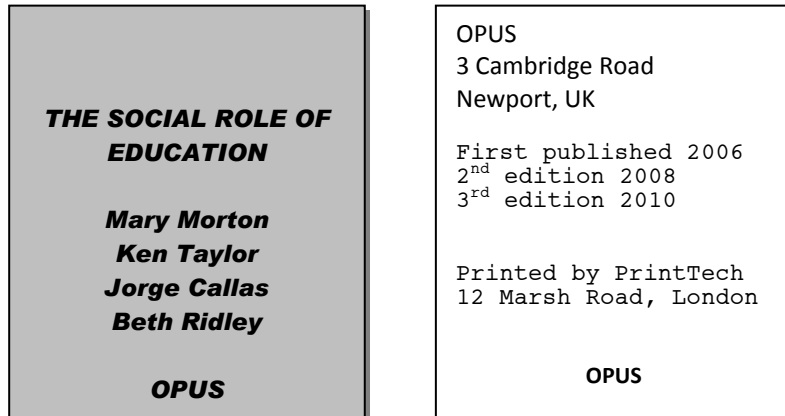 THE SOCIAL ROLE OF
EDUCATION
Mary Morton
Ken Taylor
Jorge Callas
Beth Ridley
OPUS
OPUS
3 Cambridge Road
Newport, UK
First published 2006
2nd edition 2008
3rd edition 2010
Printed by PrintTech
12 Marsh Road, London
OPUS